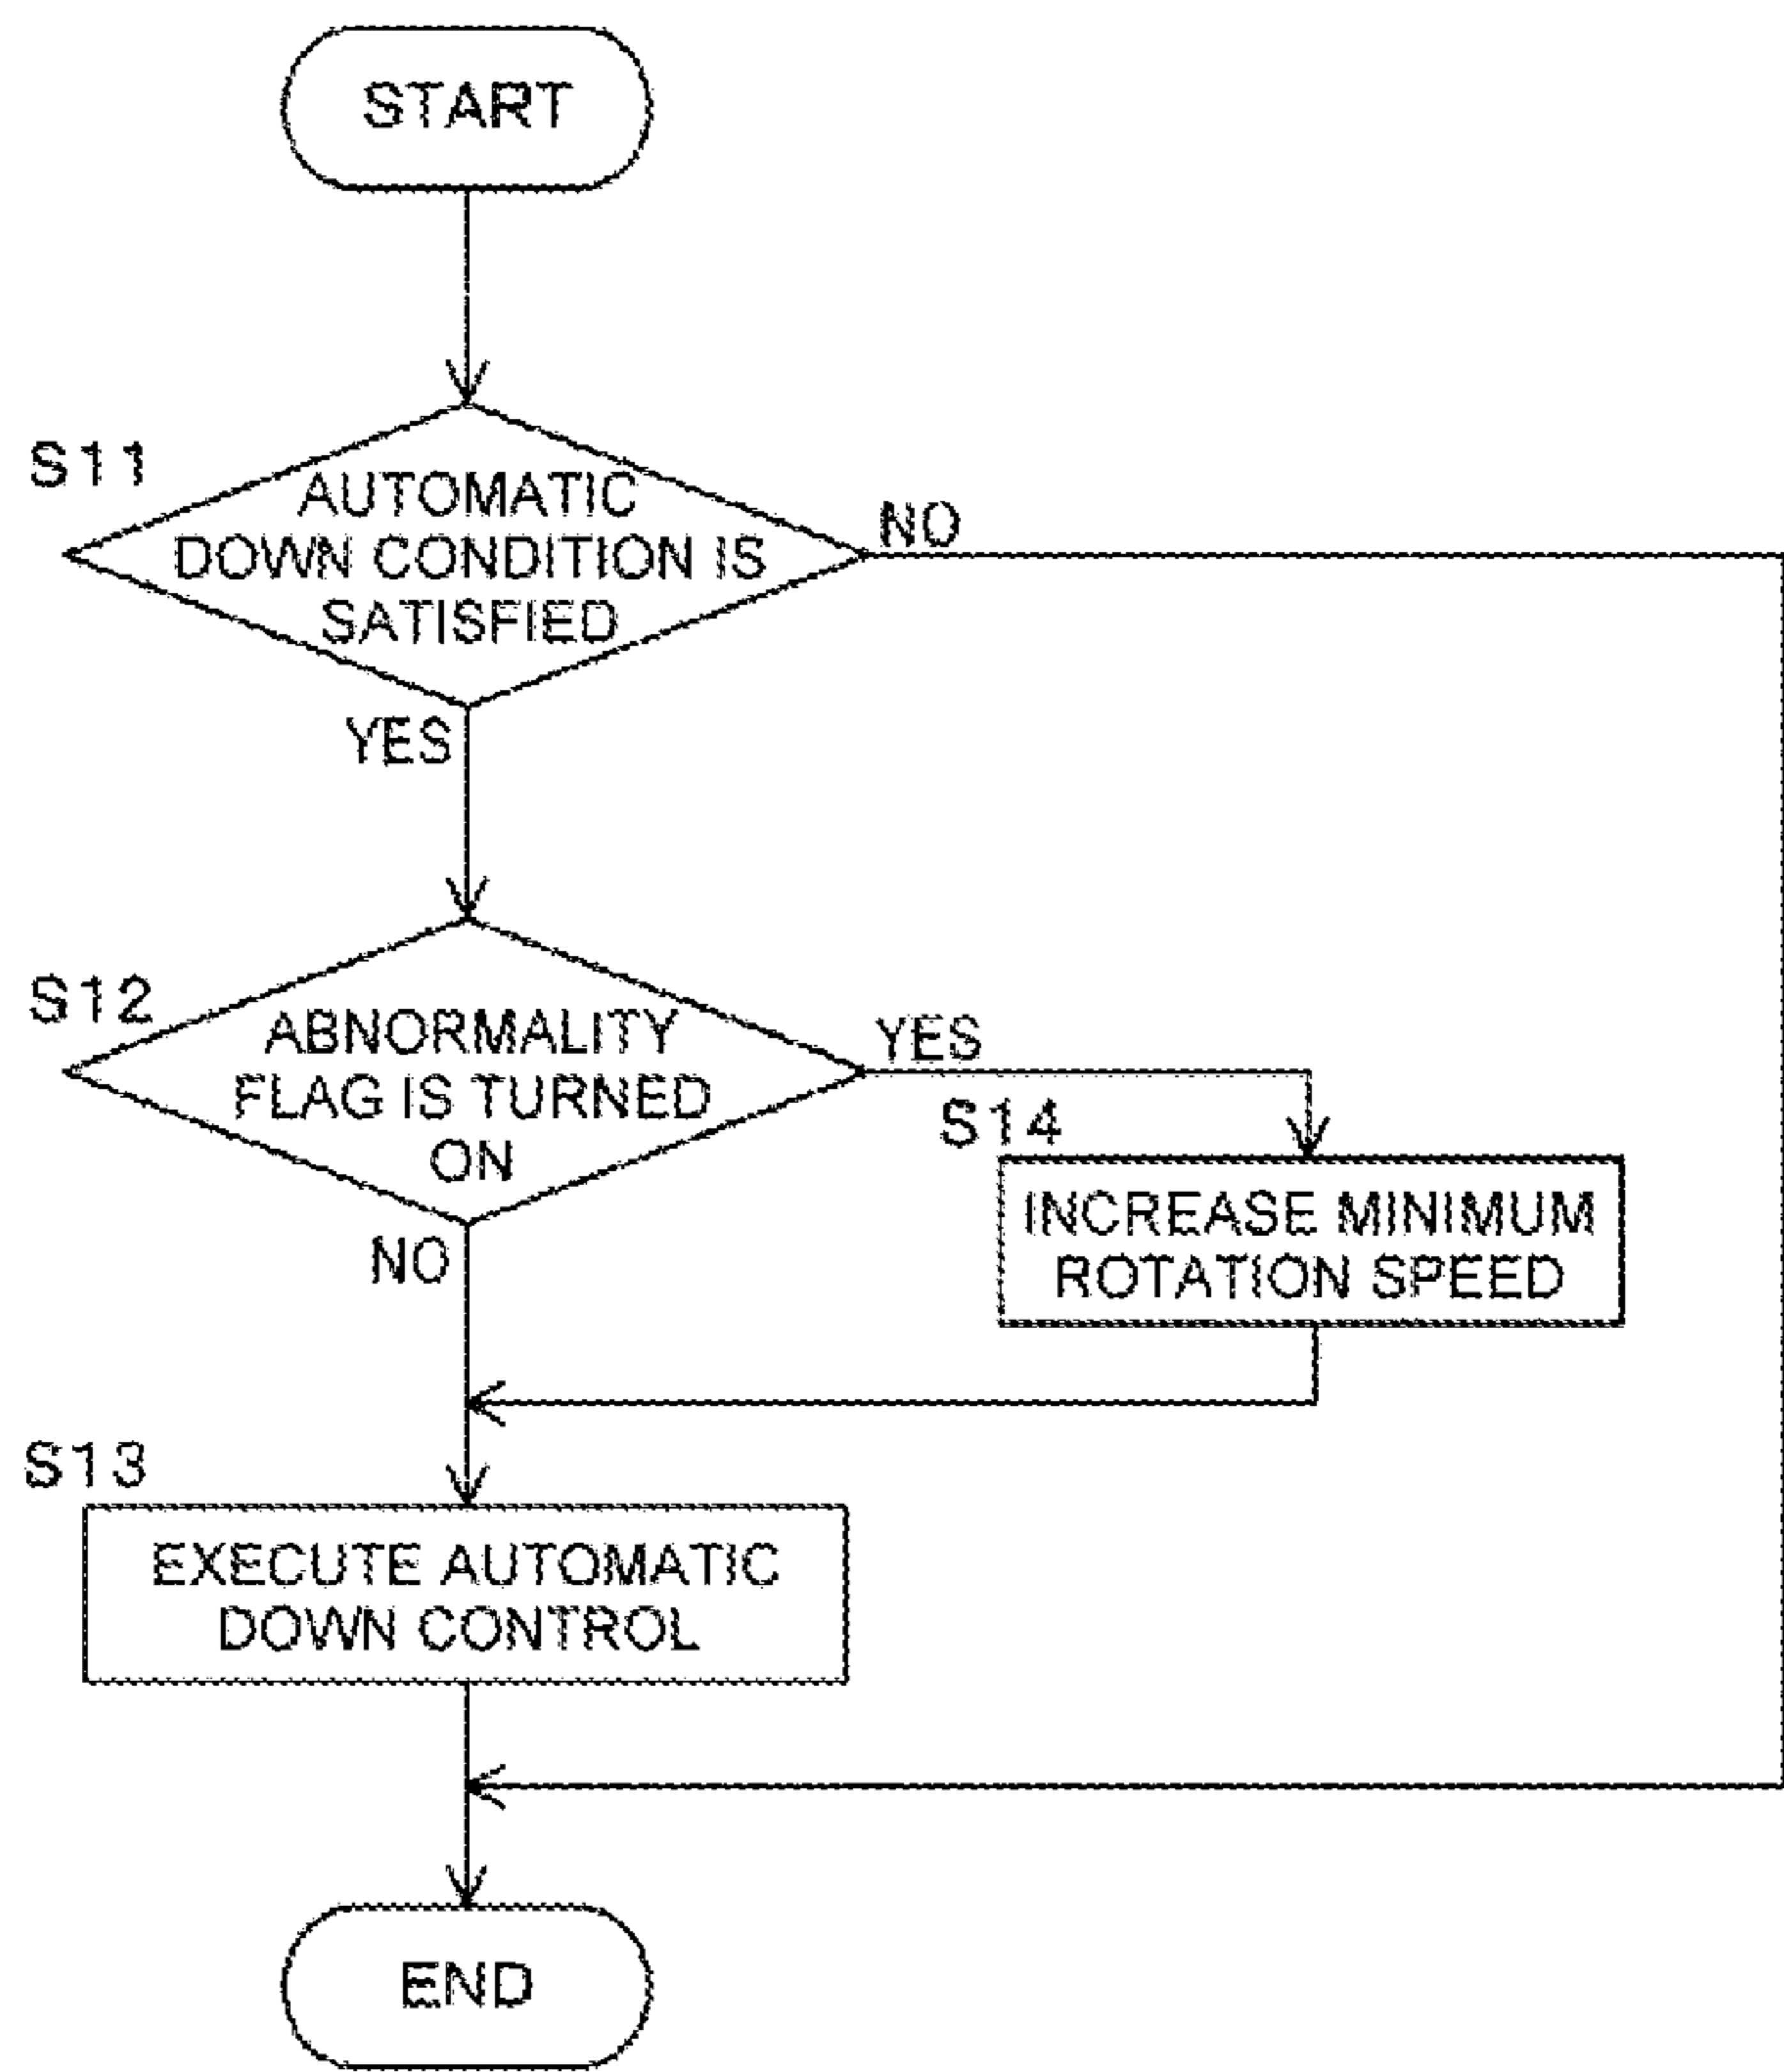 START
S11
AUTOMATIC
DOWN CONDITION IS
SATISFIED
NO
YES
S12
ABNORMALITY
FLAG IS TURNED
ON
YES
NO
S14
INCREASE MINIMUM
ROTATION SPEED
S13
EXECUTE AUTOMATIC
DOWN CONTROL
END